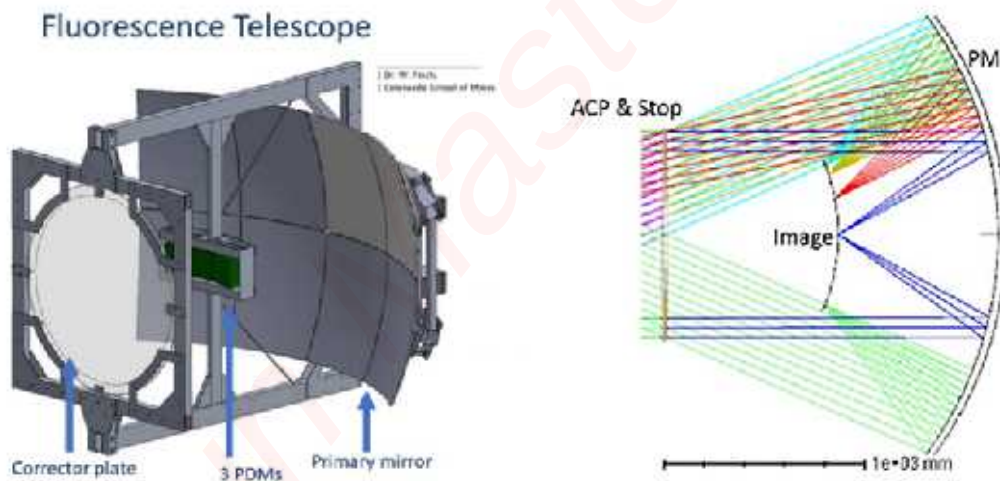 Fluorescence Telescope
ACP & Stop
PM
Image
Corrector plate
3 PDMs
Primary mirror
1e+03 mm